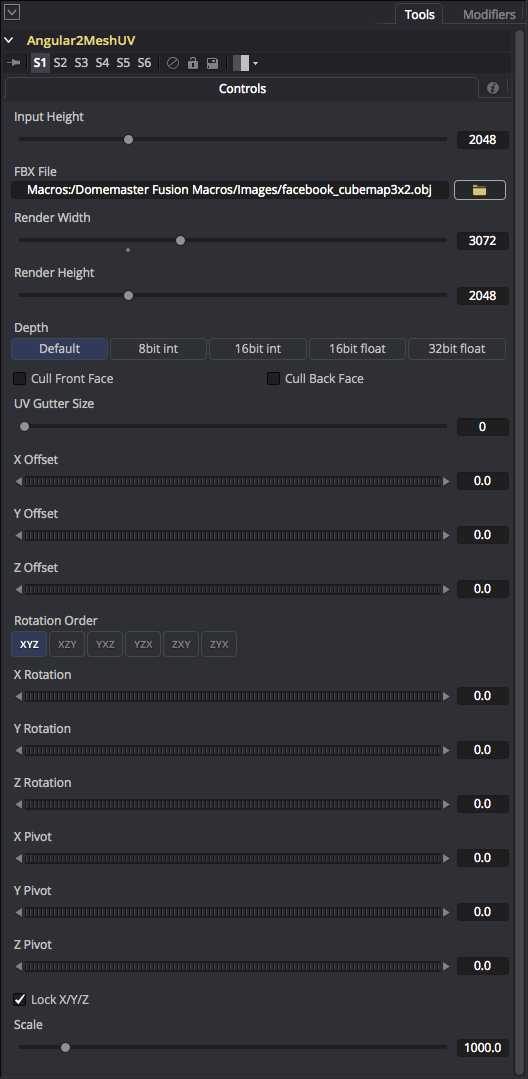 Tools Modifiers
Angular2MeshUV
S1 S2 S3 S4 S5 S6
Controls
Input Height
2048
FBX File
Macros:/Domemaster Fusion Macros/Images/facebook_cubemap3x2.obj
Render Width
3072
Render Height
2048
Depth
Default 8bit int 16bit int 16bit float 32bit float
Cull Front Face Cull Back Face
UV Gutter Size
0
X Offset
0.0
Y Offset
0.0
Z Offset
0.0
Rotation Order
XYZ XZY YXZ YZX ZXY ZYX
X Rotation
0.0
Y Rotation
0.0
Z Rotation
0.0
X Pivot
0.0
Y Pivot
0.0
Z Pivot
0.0
Lock X/Y/Z
Scale
1000.0